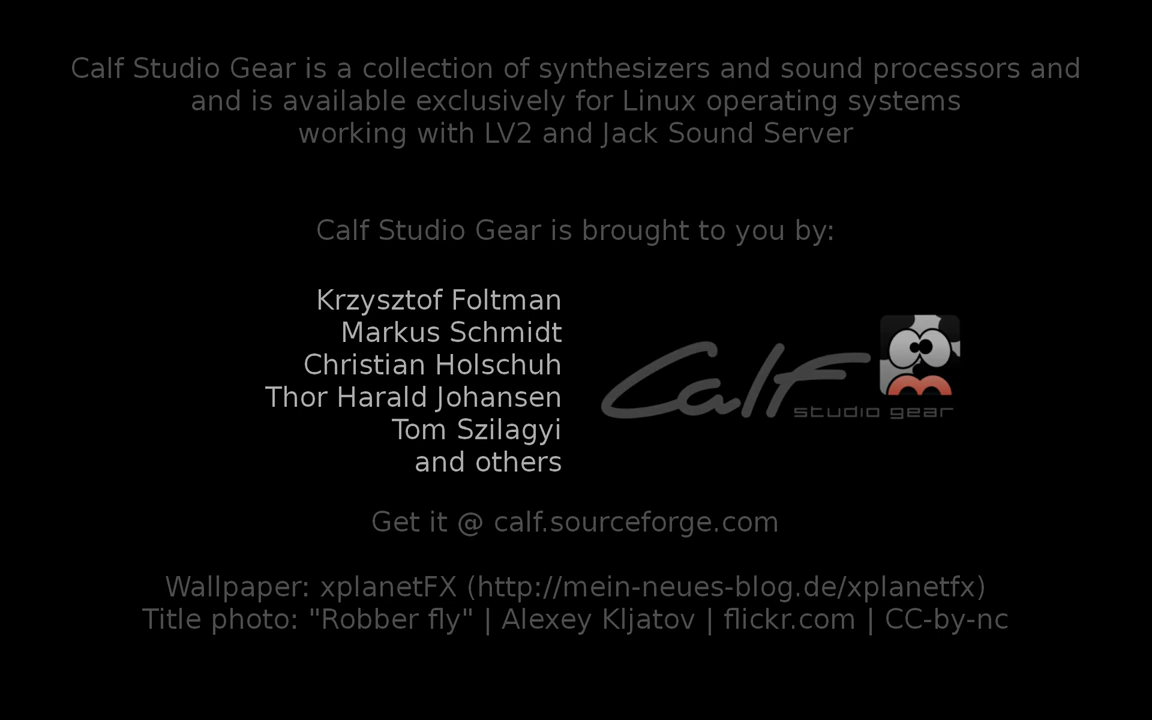 Calf Studio Gear is a collection of synthesizers and sound processors and
and is available exclusively for Linux operating systems
working with LV2 and Jack Sound Server
Calf Studio Gear is brought to you by:
Krzysztof Foltman
Markus Schmidt
Christian Holschuh
Thor Harald Johansen
Tom Szilagyi
and others
Calf
studio gear
Get it @ calf.sourceforge.com
Wallpaper: xplanetFX (http://mein-neues-blog.de/xplanetfx)
Title photo: "Robber fly" | Alexey Kljatov | flickr.com | CC-by-nc